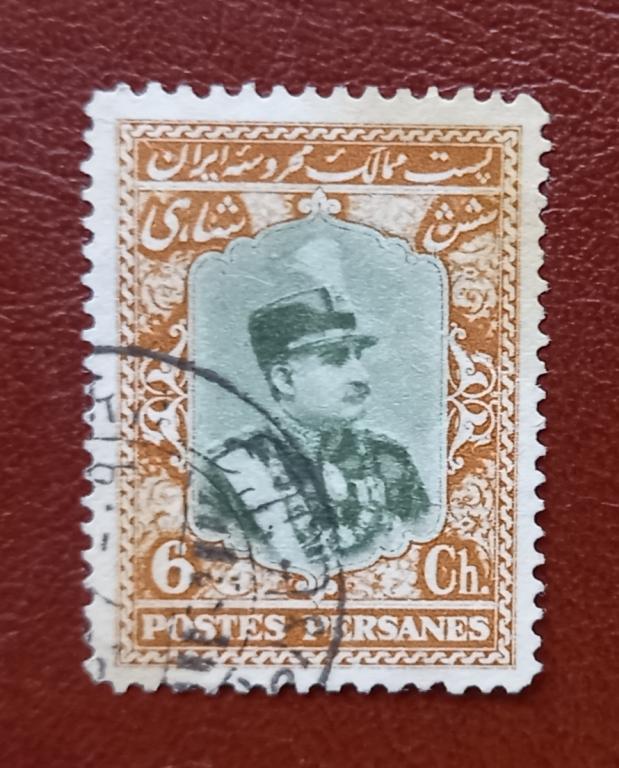 پست ممالک محروسه ایران
شش شاهی
6 Ch.
POSTES PERSANES